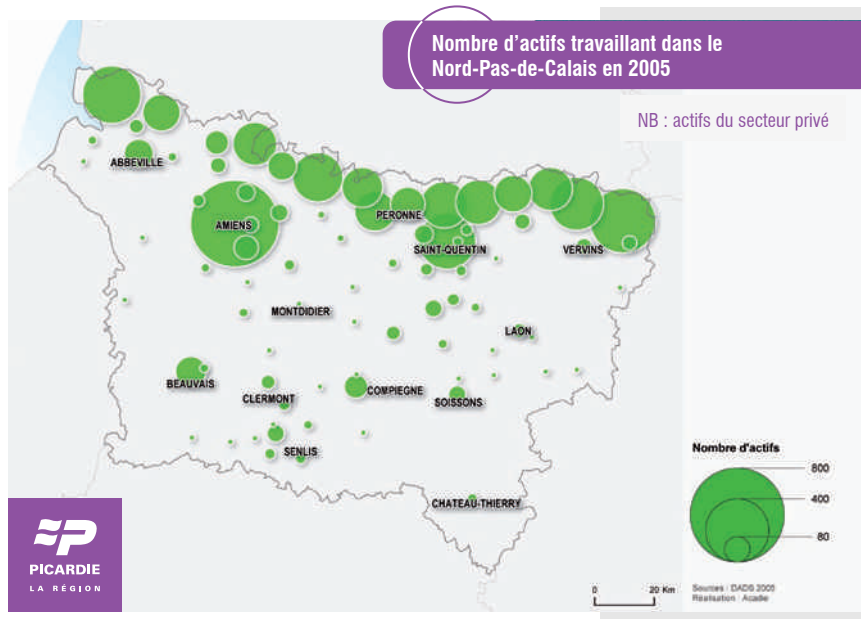 Nombre d'actifs travaillant dans le
Nord-Pas-de-Calais en 2005
NB : actifs du secteur privé
ABBEVILLE
AMIENS
PERONNE
SAINT-QUENTIN
VERVINS
MONTDIDIER
LAON
BEAUVAIS
CLERMONT
COMPIEGNE
SOISSONS
SENLIS
CHATEAU-THIERRY
Nombre d'actifs
800
400
80
PICARDIE
LA RÉGION
0 20 Km
Sources : DADS 2005
Réalisation : Acadie